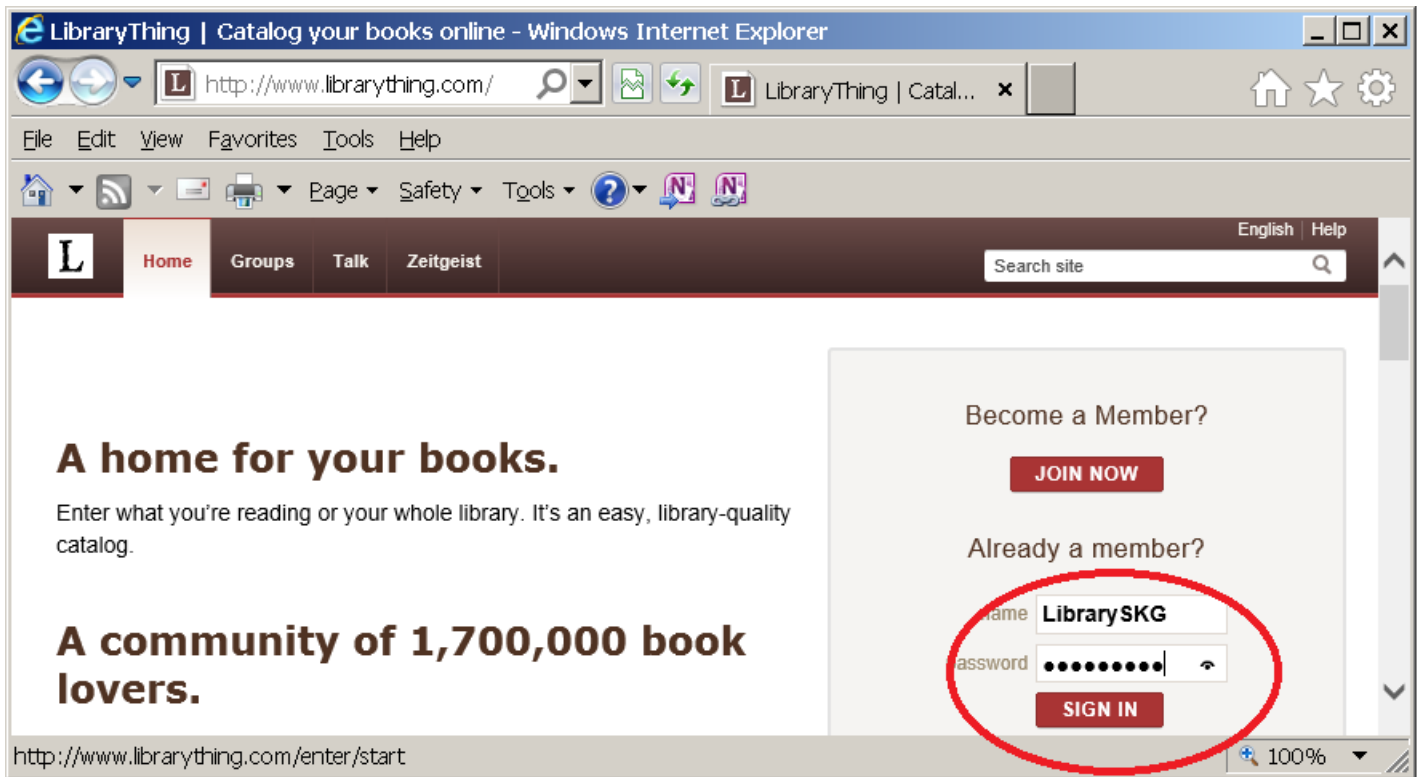 LibraryThing | Catalog your books online - Windows Internet Explorer
L http://www.librarything.com/ L LibraryThing | Catal...
File Edit View Favorites Tools Help
Page Safety Tools ? N N
English | Help
L Home Groups Talk Zeitgeist Search site
Become a Member?
JOIN NOW
A home for your books.
Enter what you're reading or your whole library. It's an easy, library-quality
catalog.
Already a member?
name LibrarySKG
assword •••••••••
SIGN IN
A community of 1,700,000 book
lovers.
http://www.librarything.com/enter/start 100%